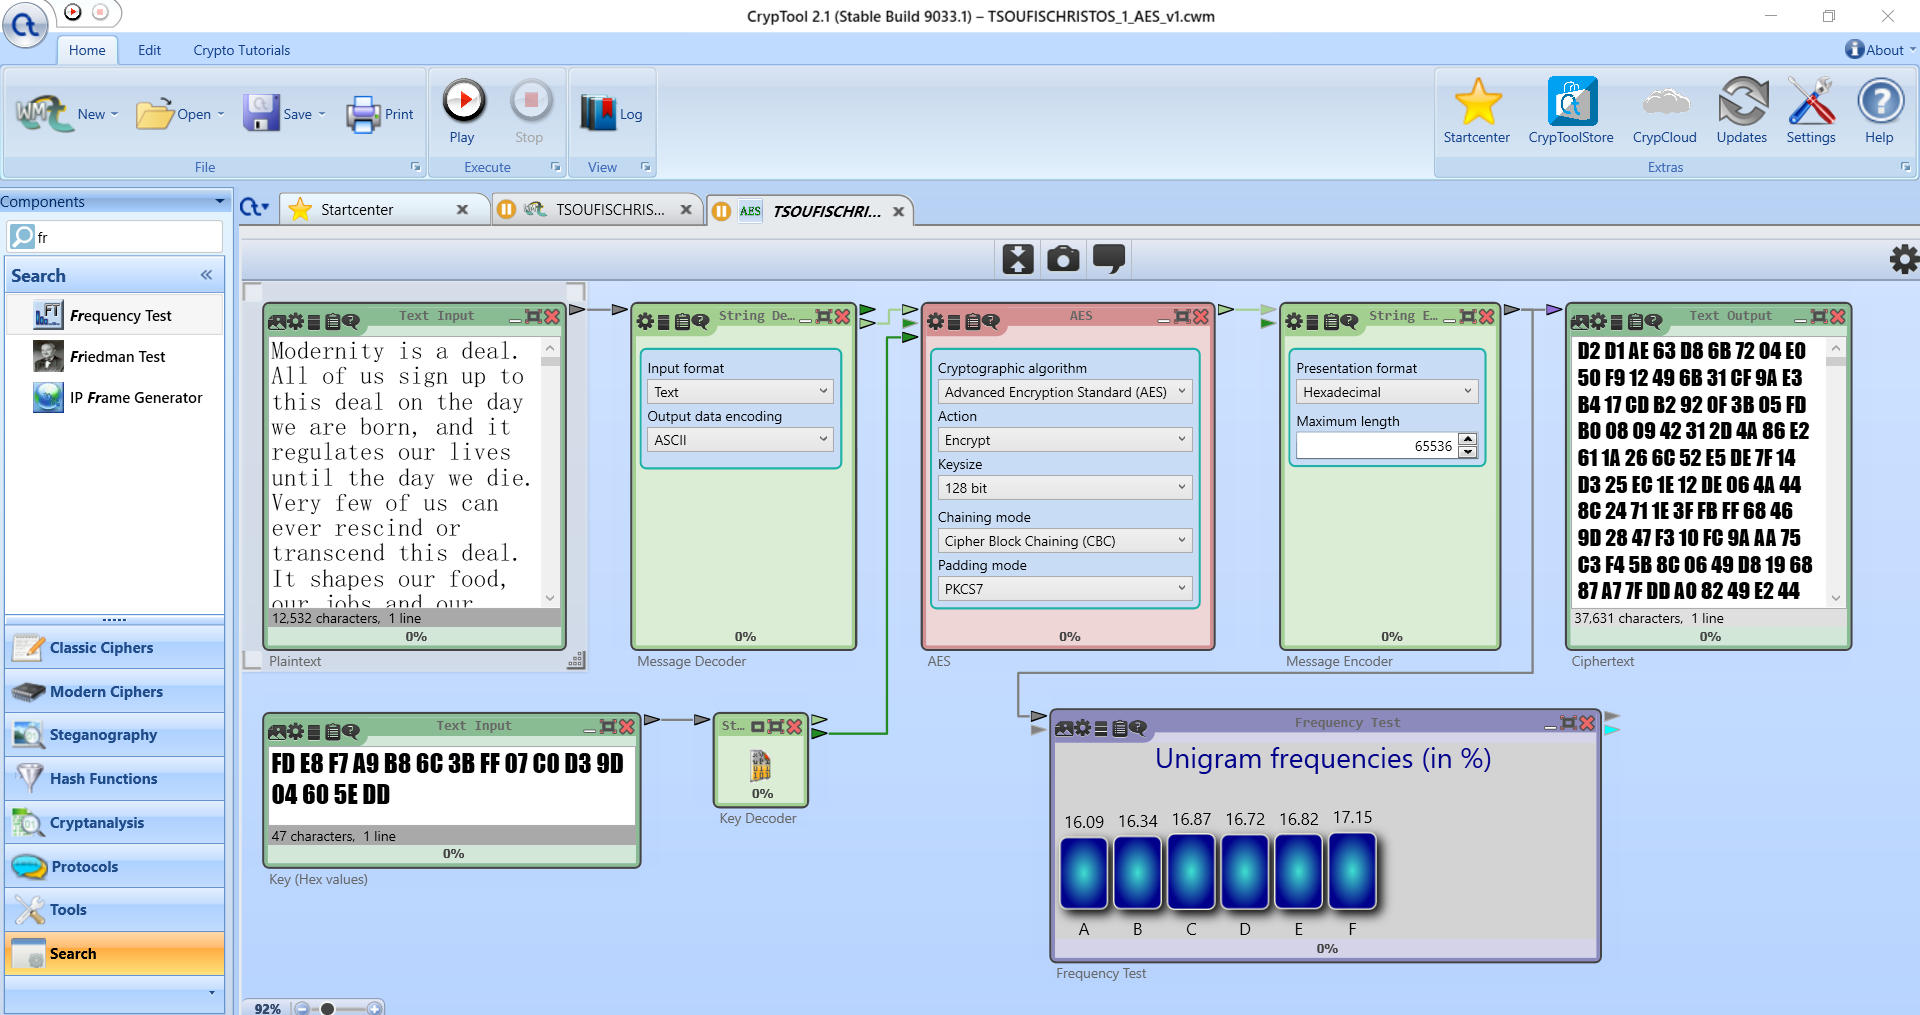 CrypTool 2.1 (Stable Build 9033.1) – TSOUFISCHRISTOS_1_AES_v1.cwm
Home Edit Crypto Tutorials About
New Open Save Print
File
Play Stop
Execute
Log
View
Startcenter CrypToolStore CrypCloud Updates Settings Help
Extras
Components
fr
Search
Frequency Test
Friedman Test
IP Frame Generator
Classic Ciphers
Modern Ciphers
Steganography
Hash Functions
Cryptanalysis
Protocols
Tools
Search
Startcenter TSOUFISCHRIS... AES TSOUFISCHRI...
Text Input
Modernity is a deal.
All of us sign up to
this deal on the day
we are born, and it
regulates our lives
until the day we die.
Very few of us can
ever rescind or
transcend this deal.
It shapes our food,
our jobs and our
12,532 characters, 1 line
0%
Plaintext
String De...
Input format
Text
Output data encoding
ASCII
0%
Message Decoder
AES
Cryptographic algorithm
Advanced Encryption Standard (AES)
Action
Encrypt
Keysize
128 bit
Chaining mode
Cipher Block Chaining (CBC)
Padding mode
PKCS7
0%
AES
String E...
Presentation format
Hexadecimal
Maximum length
65536
0%
Message Encoder
Text Output
D2 D1 AE 63 D8 6B 72 04 E0
50 F9 12 49 6B 31 CF 9A E3
B4 17 CD B2 92 0F 3B 05 FD
B0 08 09 42 31 2D 4A 86 E2
61 1A 26 6C 52 E5 DE 7F 14
D3 25 EC 1E 12 DE 06 4A 44
8C 24 71 1E 3F FB FF 68 46
9D 28 47 F3 10 FC 9A AA 75
C3 F4 5B 8C 06 49 D8 19 68
87 A7 7F DD A0 82 49 E2 44
37,631 characters, 1 line
0%
Ciphertext
Text Input
FD E8 F7 A9 B8 6C 3B FF 07 C0 D3 9D
04 60 5E DD
47 characters, 1 line
0%
Key (Hex values)
St...
0%
Key Decoder
Frequency Test
Unigram frequencies (in %)
16.09 16.34 16.87 16.72 16.82 17.15
A B C D E F
0%
Frequency Test
92%